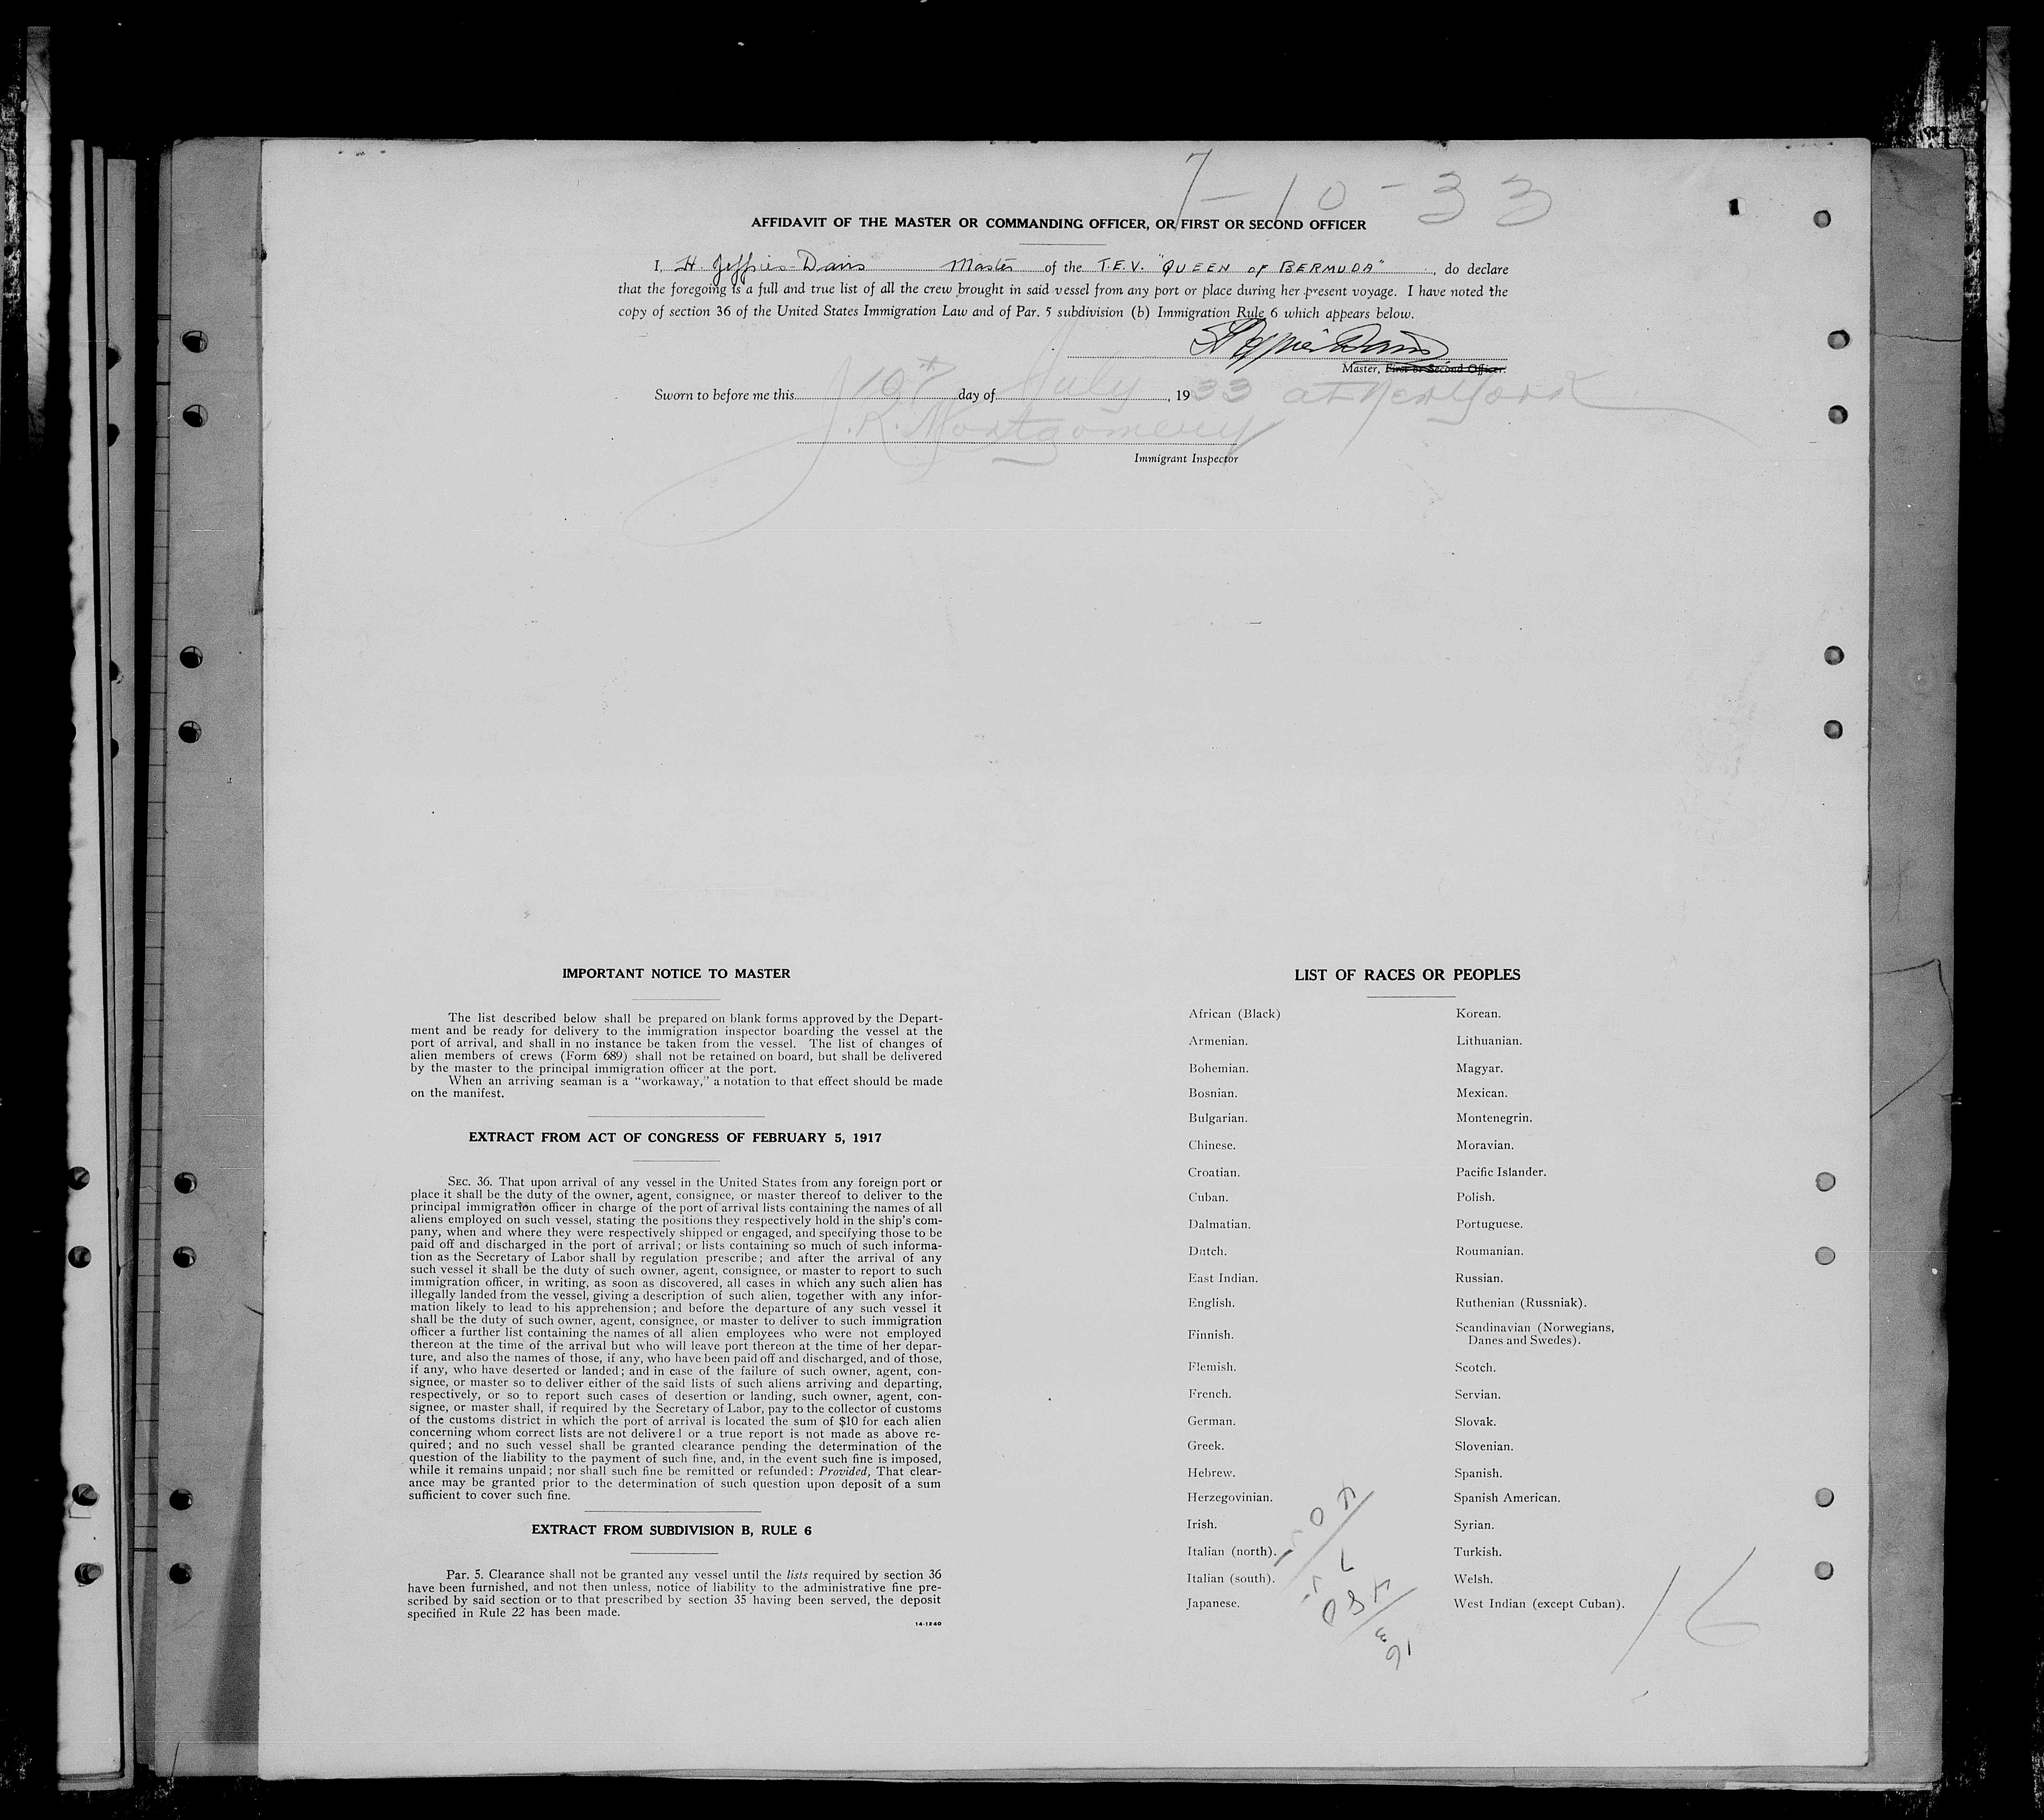 7-10-33
AFFIDAVIT OF THE MASTER OR COMMANDING OFFICER, OR FIRST OR SECOND OFFICER
I, H Jeffries-Davis Master of the T.E.V. "QUEEN of BERMUDA", do declare
that the foregoing is a full and true list of all the crew brought in said vessel from any port or place during her present voyage. I have noted the
copy of section 36 of the United States Immigration Law and of Par. 5 subdivision (b) Immigration Rule 6 which appears below.
Jeffries Davis
Master, First or Second Officer.
Sworn to before me this 10th day of July, 1933 at New York
J. R. Montgomery
Immigrant Inspector
IMPORTANT NOTICE TO MASTER
The list described below shall be prepared on blank forms approved by the Depart-
ment and be ready for delivery to the immigration inspector boarding the vessel at the
port of arrival, and shall in no instance be taken from the vessel. The list of changes of
alien members of crews (Form 689) shall not be retained on board, but shall be delivered
by the master to the principal immigration officer at the port.
When an arriving seaman is a "workaway," a notation to that effect should be made
on the manifest.
EXTRACT FROM ACT OF CONGRESS OF FEBRUARY 5, 1917
SEC. 36. That upon arrival of any vessel in the United States from any foreign port or
place it shall be the duty of the owner, agent, consignee, or master thereof to deliver to the
principal immigration officer in charge of the port of arrival lists containing the names of all
aliens employed on such vessel, stating the positions they respectively hold in the ship's com-
pany, when and where they were respectively shipped or engaged, and specifying those to be
paid off and discharged in the port of arrival; or lists containing so much of such informa-
tion as the Secretary of Labor shall by regulation prescribe; and after the arrival of any
such vessel it shall be the duty of such owner, agent, consignee, or master to report to such
immigration officer, in writing, as soon as discovered, all cases in which any such alien has
illegally landed from the vessel, giving a description of such alien, together with any infor-
mation likely to lead to his apprehension; and before the departure of any such vessel it
shall be the duty of such owner, agent, consignee, or master to deliver to such immigration
officer a further list containing the names of all alien employees who were not employed
thereon at the time of the arrival but who will leave port thereon at the time of her depar-
ture, and also the names of those, if any, who have been paid off and discharged, and of those,
if any, who have deserted or landed; and in case of the failure of such owner, agent, con-
signee, or master so to deliver either of the said lists of such aliens arriving and departing,
respectively, or so to report such cases of desertion or landing, such owner, agent, con-
signee, or master shall, if required by the Secretary of Labor, pay to the collector of customs
of the customs district in which the port of arrival is located the sum of $10 for each alien
concerning whom correct lists are not delivered or a true report is not made as above re-
quired; and no such vessel shall be granted clearance pending the determination of the
question of the liability to the payment of such fine, and, in the event such fine is imposed,
while it remains unpaid; nor shall such fine be remitted or refunded: Provided, That clear-
ance may be granted prior to the determination of such question upon deposit of a sum
sufficient to cover such fine.
EXTRACT FROM SUBDIVISION B, RULE 6
Par. 5. Clearance shall not be granted any vessel until the lists required by section 36
have been furnished, and not then unless, notice of liability to the administrative fine pre-
scribed by said section or to that prescribed by section 35 having been served, the deposit
specified in Rule 22 has been made.
14-1240
LIST OF RACES OR PEOPLES
African (Black)
Armenian.
Bohemian.
Bosnian.
Bulgarian.
Chinese.
Croatian.
Cuban.
Dalmatian.
Dutch.
East Indian.
English.
Finnish.
Flemish.
French.
German.
Greek.
Hebrew.
Herzegovinian.
Irish.
Italian (north).
Italian (south).
Japanese.
Korean.
Lithuanian.
Magyar.
Mexican.
Montenegrin.
Moravian.
Pacific Islander.
Polish.
Portuguese.
Roumanian.
Russian.
Ruthenian (Russniak).
Scandinavian (Norwegians,
Danes and Swedes).
Scotch.
Servian.
Slovak.
Slovenian.
Spanish.
Spanish American.
Syrian.
Turkish.
Welsh.
West Indian (except Cuban).
16